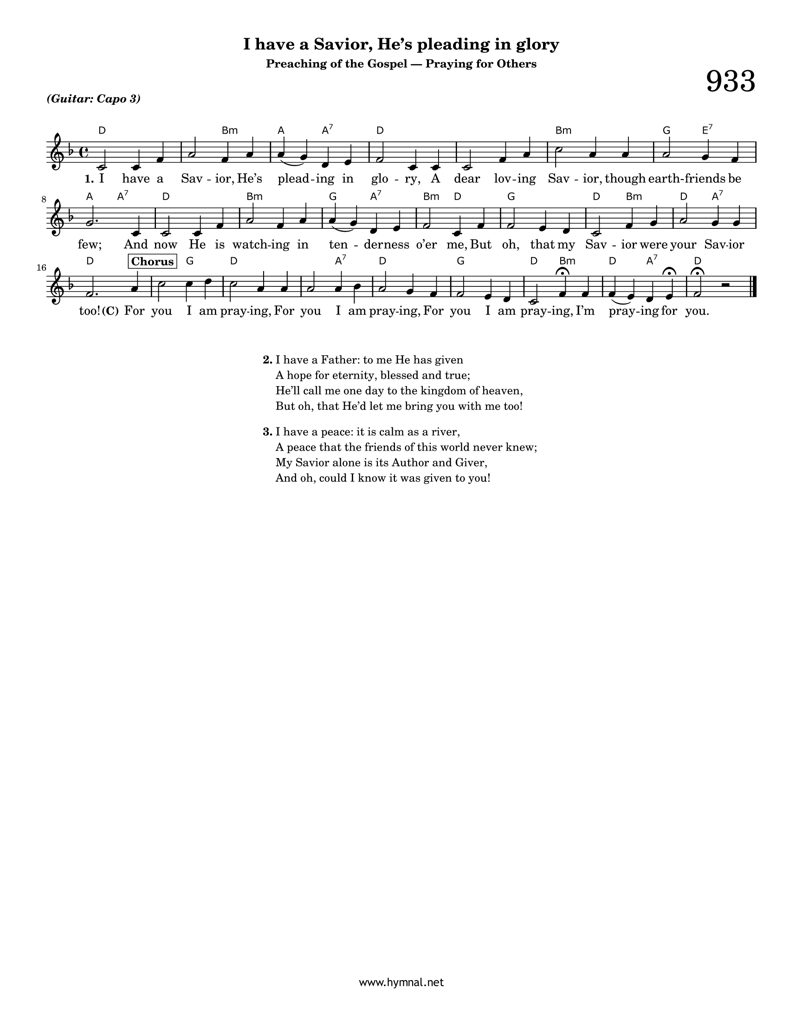 I have a Savior, He's pleading in glory
Preaching of the Gospel — Praying for Others
933
(Guitar: Capo 3)
D Bm A A7 D Bm G E7
1. I have a Sav - ior, He's plead-ing in glo - ry, A dear lov-ing Sav - ior, though earth-friends be
8 A A7 D Bm G A7 Bm D G D Bm D A7
few; And now He is watch-ing in ten - derness o'er me, But oh, that my Sav - ior were your Sav-ior
16 D Chorus G D A7 D G D Bm D A7 D
too! (C) For you I am pray-ing, For you I am pray-ing, For you I am pray-ing, I'm pray-ing for you.
2. I have a Father: to me He has given
A hope for eternity, blessed and true;
He'll call me one day to the kingdom of heaven,
But oh, that He'd let me bring you with me too!
3. I have a peace: it is calm as a river,
A peace that the friends of this world never knew;
My Savior alone is its Author and Giver,
And oh, could I know it was given to you!
www.hymnal.net